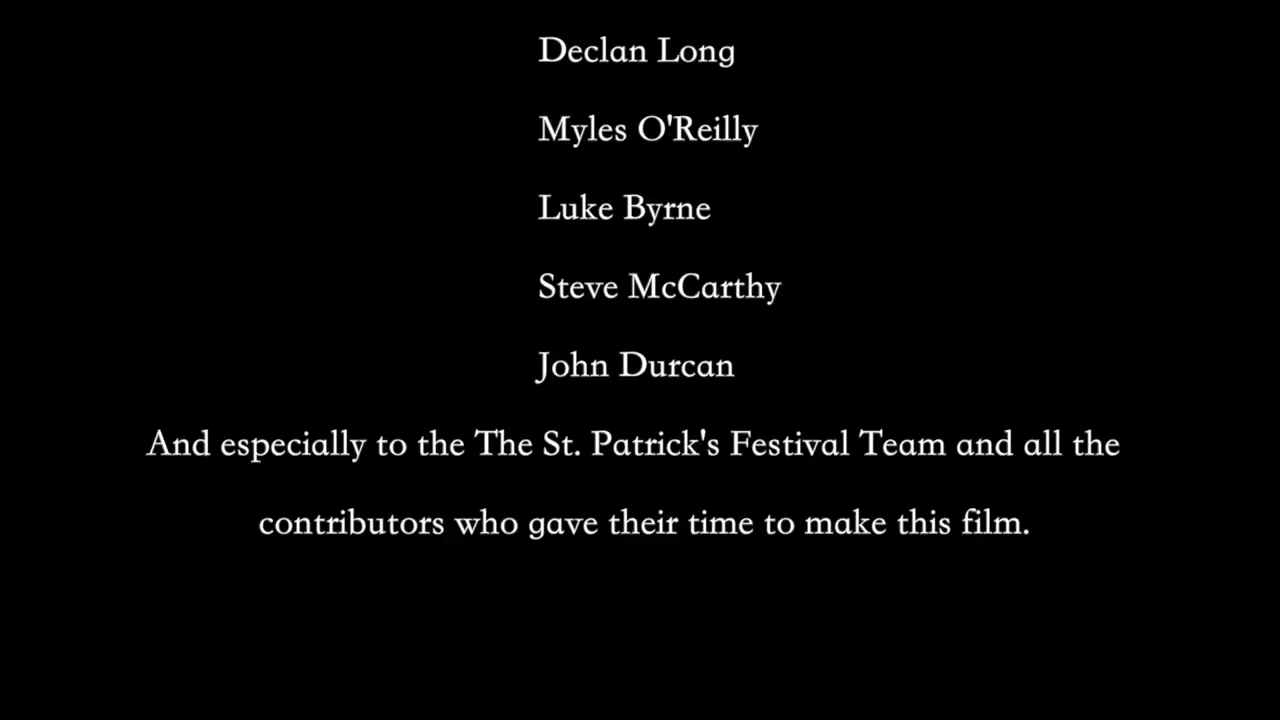 Declan Long
Myles O'Reilly
Luke Byrne
Steve McCarthy
John Durcan
And especially to the The St. Patrick's Festival Team and all the
contributors who gave their time to make this film.